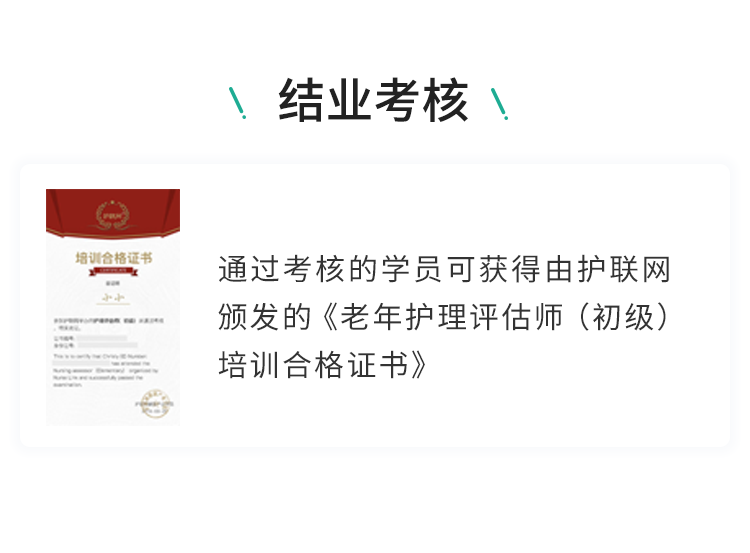 结业考核
培训合格证书
CERTIFICATE
通过考核的学员可获得由护联网
颁发的《老年护理评估师（初级）
培训合格证书》